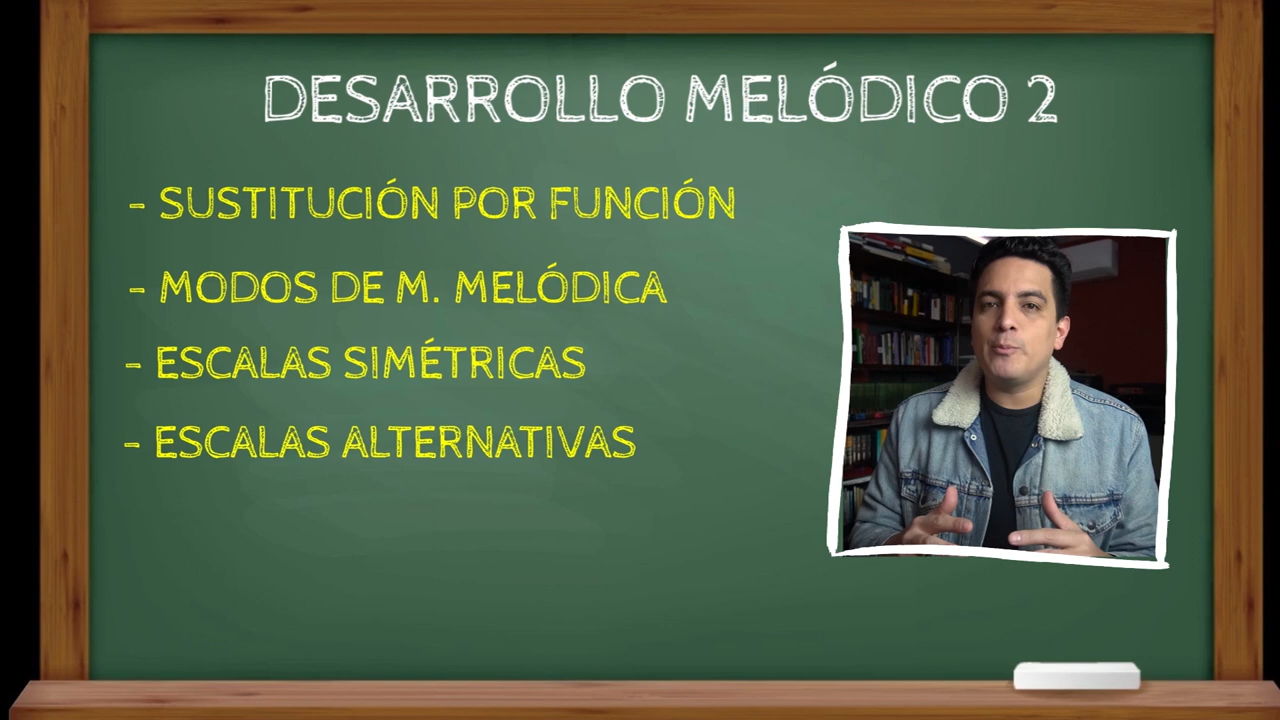 DESARROLLO MELÓDICO 2
- SUSTITUCIÓN POR FUNCIÓN
- MODOS DE M. MELÓDICA
- ESCALAS SIMÉTRICAS
- ESCALAS ALTERNATIVAS